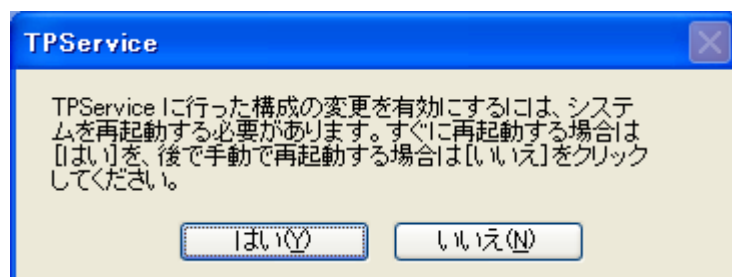 TPService
TPService に行った構成の変更を有効にするには、システ
ムを再起動する必要があります。すぐに再起動する場合は
[はい]を、後で手動で再起動する場合は[いいえ]をクリック
してください。
はい(Y)
いいえ(N)